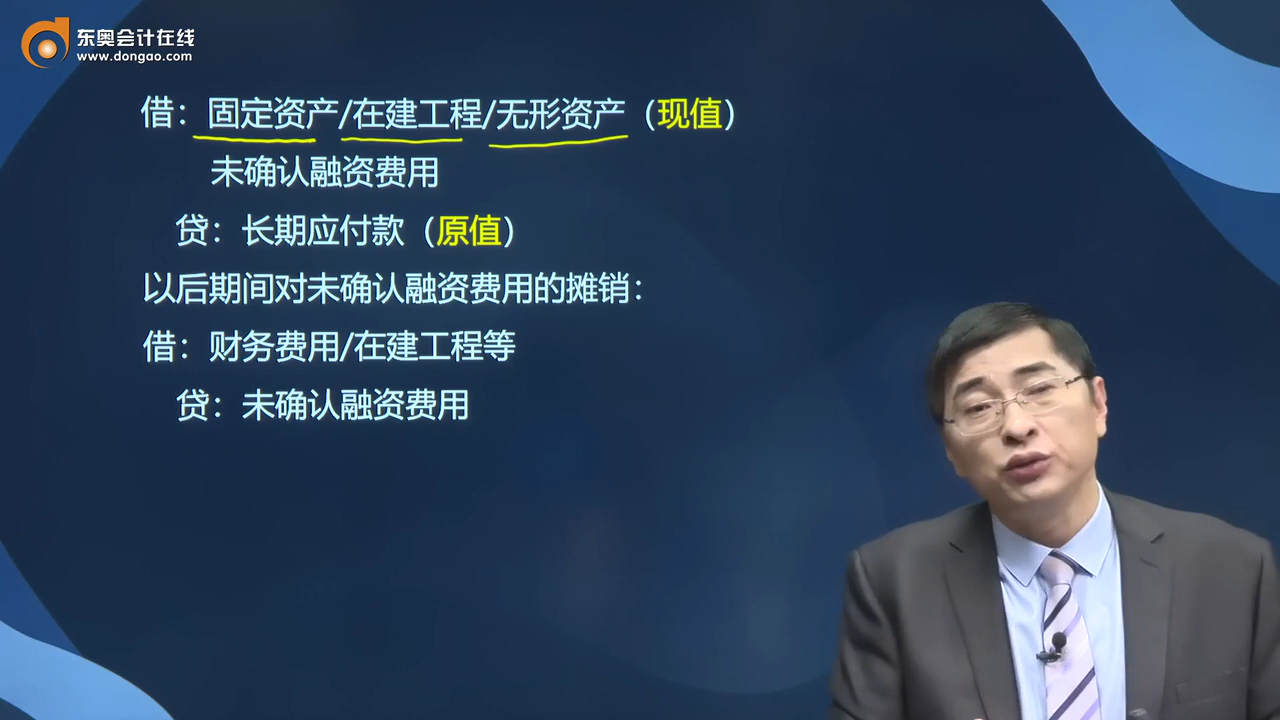 东奥会计在线
www.dongao.com
借：固定资产/在建工程/无形资产（现值）
未确认融资费用
贷：长期应付款（原值）
以后期间对未确认融资费用的摊销：
借：财务费用/在建工程等
贷：未确认融资费用